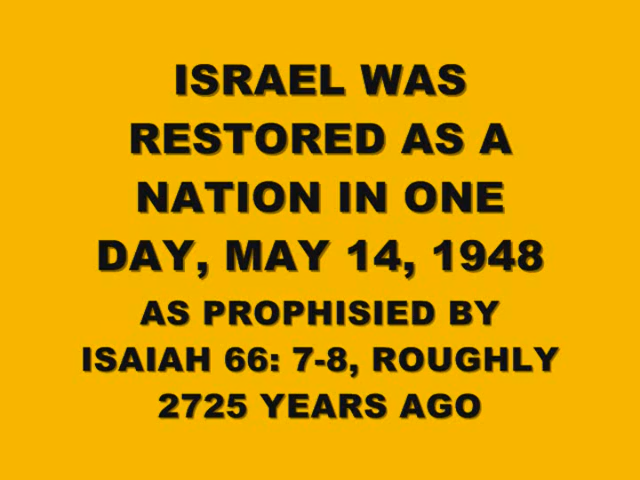 ISRAEL WAS
RESTORED AS A
NATION IN ONE
DAY, MAY 14, 1948
AS PROPHISIED BY
ISAIAH 66: 7-8, ROUGHLY
2725 YEARS AGO